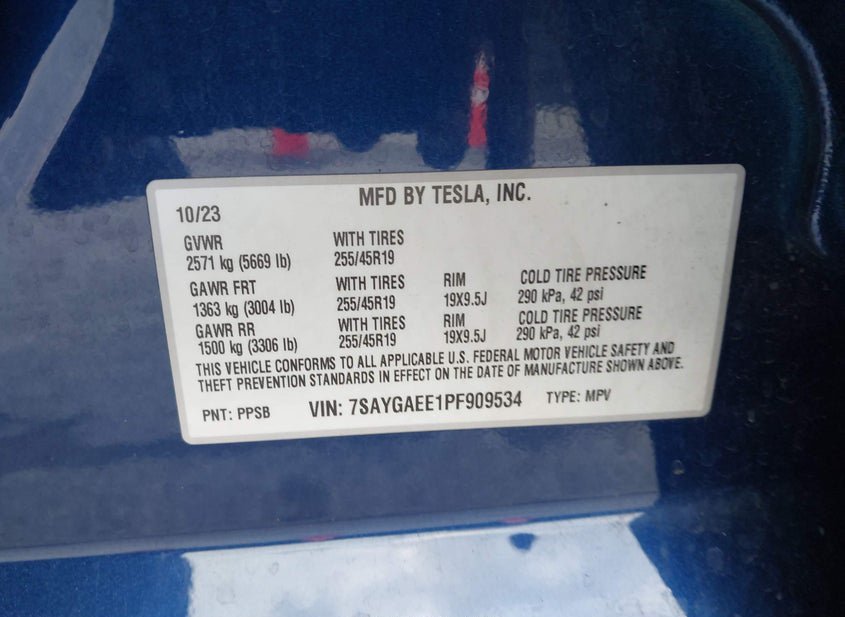 MFD BY TESLA, INC.
10/23
GVWR WITH TIRES
2571 kg (5669 lb) 255/45R19
GAWR FRT WITH TIRES RIM COLD TIRE PRESSURE
1363 kg (3004 lb) 255/45R19 19X9.5J 290 kPa, 42 psi
GAWR RR WITH TIRES RIM COLD TIRE PRESSURE
1500 kg (3306 lb) 255/45R19 19X9.5J 290 kPa, 42 psi
THIS VEHICLE CONFORMS TO ALL APPLICABLE U.S. FEDERAL MOTOR VEHICLE SAFETY AND
THEFT PREVENTION STANDARDS IN EFFECT ON THE DATE OF MANUFACTURE SHOWN ABOVE.
PNT: PPSB VIN: 7SAYGAEE1PF909534 TYPE: MPV